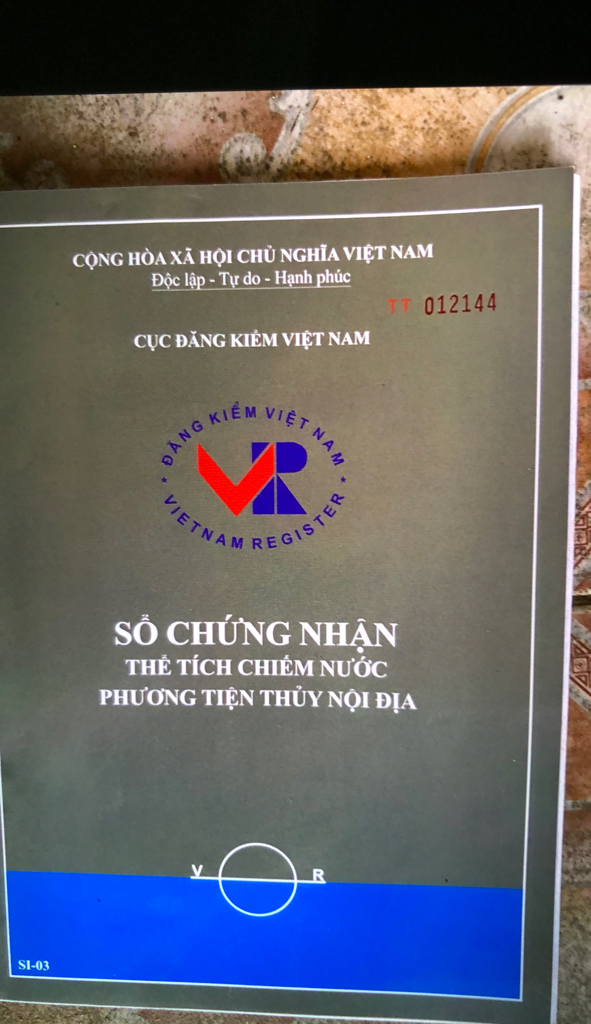 CỘNG HÒA XÃ HỘI CHỦ NGHĨA VIỆT NAM
Độc lập - Tự do - Hạnh phúc
TT 012144
CỤC ĐĂNG KIỂM VIỆT NAM
ĐĂNG KIỂM VIỆT NAM
VR
VIETNAM REGISTER
SỔ CHỨNG NHẬN
THỂ TÍCH CHIẾM NƯỚC
PHƯƠNG TIỆN THỦY NỘI ĐỊA
V R
SI-03